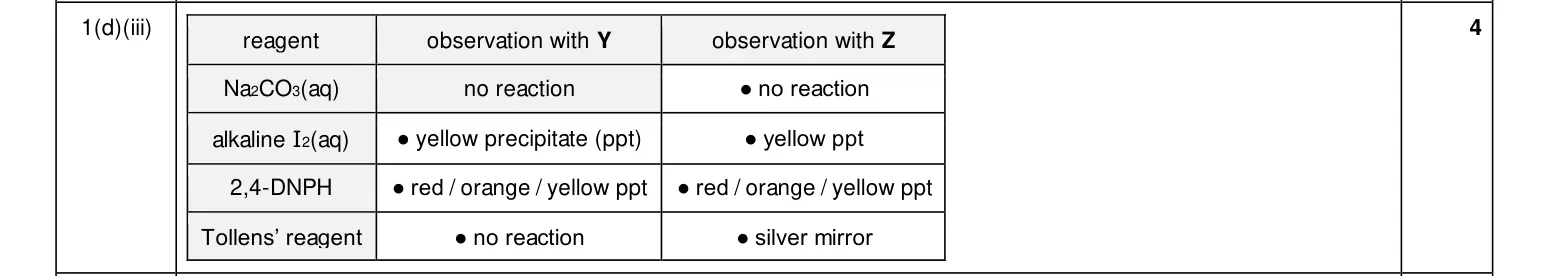 1(d)(iii) 4
reagent observation with Y observation with Z
Na₂CO₃(aq) no reaction ● no reaction
alkaline I₂(aq) ● yellow precipitate (ppt) ● yellow ppt
2,4-DNPH ● red / orange / yellow ppt ● red / orange / yellow ppt
Tollens’ reagent ● no reaction ● silver mirror